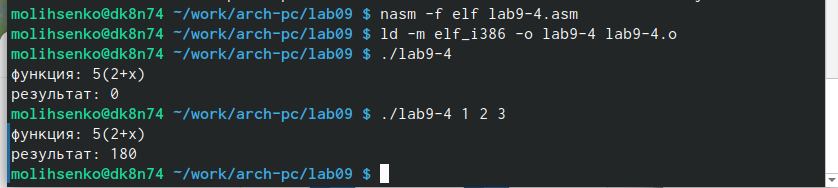 molihsenko@dk8n74 ~/work/arch-pc/lab09 $ nasm -f elf lab9-4.asm
molihsenko@dk8n74 ~/work/arch-pc/lab09 $ ld -m elf_i386 -o lab9-4 lab9-4.o
molihsenko@dk8n74 ~/work/arch-pc/lab09 $ ./lab9-4
функция: 5(2+x)
результат: 0
molihsenko@dk8n74 ~/work/arch-pc/lab09 $ ./lab9-4 1 2 3
функция: 5(2+x)
результат: 180
molihsenko@dk8n74 ~/work/arch-pc/lab09 $